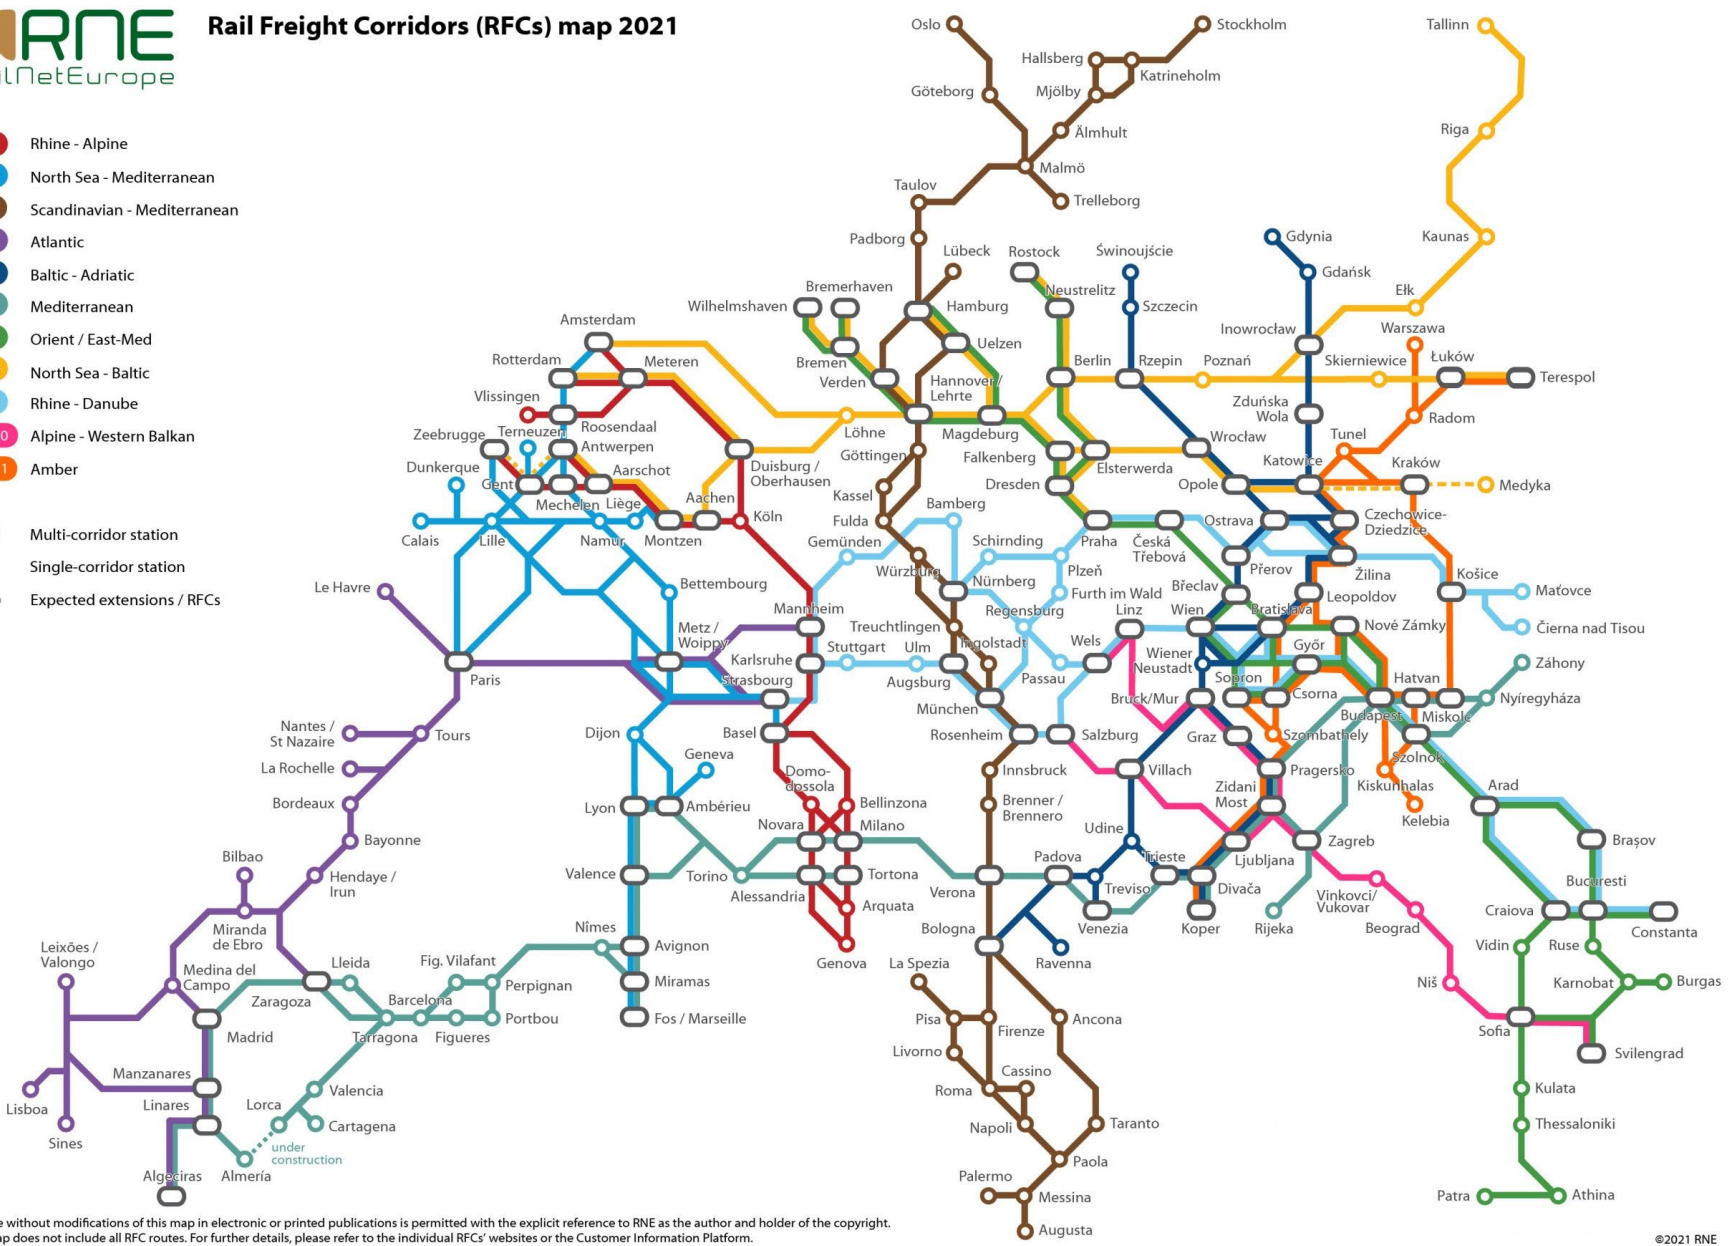 RNE
ilNetEurope
Rail Freight Corridors (RFCs) map 2021
Rhine - Alpine
North Sea - Mediterranean
Scandinavian - Mediterranean
Atlantic
Baltic - Adriatic
Mediterranean
Orient / East-Med
North Sea - Baltic
Rhine - Danube
0 Alpine - Western Balkan
1 Amber
Multi-corridor station
Single-corridor station
Expected extensions / RFCs
Oslo
Stockholm
Tallinn
Hallsberg
Katrineholm
Göteborg
Mjölby
Älmhult
Riga
Malmö
Taulov
Trelleborg
Padborg
Lübeck
Rostock
Świnoujście
Gdynia
Kaunas
Gdańsk
Bremerhaven
Neustrelitz
Ełk
Wilhelmshaven
Hamburg
Szczecin
Amsterdam
Inowrocław
Warszawa
Uelzen
Rotterdam
Meteren
Bremen
Berlin
Rzepin
Poznań
Skierniewice
Łuków
Verden
Hannover /
Lehrte
Terespol
Vlissingen
Zduńska
Wola
Radom
Roosendaal
Zeebrugge
Terneuzen
Löhne
Magdeburg
Wrocław
Tunel
Antwerpen
Göttingen
Falkenberg
Elsterwerda
Katowice
Kraków
Dunkerque
Aarschot
Duisburg /
Oberhausen
Gent
Dresden
Opole
Medyka
Mechelen
Liège
Aachen
Kassel
Bamberg
Köln
Fulda
Ostrava
Czechowice-
Dziedzice
Calais
Lille
Namur
Montzen
Gemünden
Schirnding
Praha
Česká
Třebová
Würzburg
Plzeň
Přerov
Žilina
Košice
Le Havre
Bettembourg
Nürnberg
Furth im Wald
Břeclav
Leopoldov
Maťovce
Mannheim
Regensburg
Linz
Wien
Bratislava
Metz /
Woippy
Treuchtlingen
Nové Zámky
Čierna nad Tisou
Ingolstadt
Wels
Győr
Karlsruhe
Stuttgart
Ulm
Wiener
Neustadt
Záhony
Paris
Strasbourg
Augsburg
Passau
Sopron
Csorna
Hatvan
München
Bruck/Mur
Budapest
Miskolc
Nyíregyháza
Nantes /
St Nazaire
Tours
Dijon
Basel
Rosenheim
Salzburg
Graz
Szombathely
Szolnok
La Rochelle
Geneva
Domo-
dossola
Innsbruck
Villach
Zidani
Most
Pragersko
Kiskunhalas
Arad
Bordeaux
Lyon
Ambérieu
Bellinzona
Brenner /
Brennero
Kelebia
Bayonne
Novara
Milano
Udine
Ljubljana
Zagreb
Brașov
Bilbao
Hendaye /
Irun
Valence
Torino
Alessandria
Tortona
Verona
Padova
Trieste
Treviso
Divača
Vinkovci/
Vukovar
Bucuresti
Miranda
de Ebro
Arquata
Bologna
Venezia
Koper
Rijeka
Beograd
Craiova
Constanta
Leixões /
Valongo
Nîmes
Avignon
Genova
Ravenna
Vidin
Ruse
Medina del
Campo
Lleida
Fig. Vilafant
La Spezia
Zaragoza
Barcelona
Perpignan
Miramas
Niš
Karnobat
Burgas
Madrid
Tarragona
Figueres
Portbou
Fos / Marseille
Pisa
Firenze
Ancona
Sofia
Livorno
Svilengrad
Manzanares
Valencia
Cassino
Roma
Kulata
Lisboa
Linares
Lorca
Cartagena
Napoli
Taranto
Thessaloniki
Sines
under
construction
Paola
Algeciras
Almería
Palermo
Messina
Patra
Athina
Augusta
e without modifications of this map in electronic or printed publications is permitted with the explicit reference to RNE as the author and holder of the copyright.
ap does not include all RFC routes. For further details, please refer to the individual RFCs' websites or the Customer Information Platform.
©2021 RNE